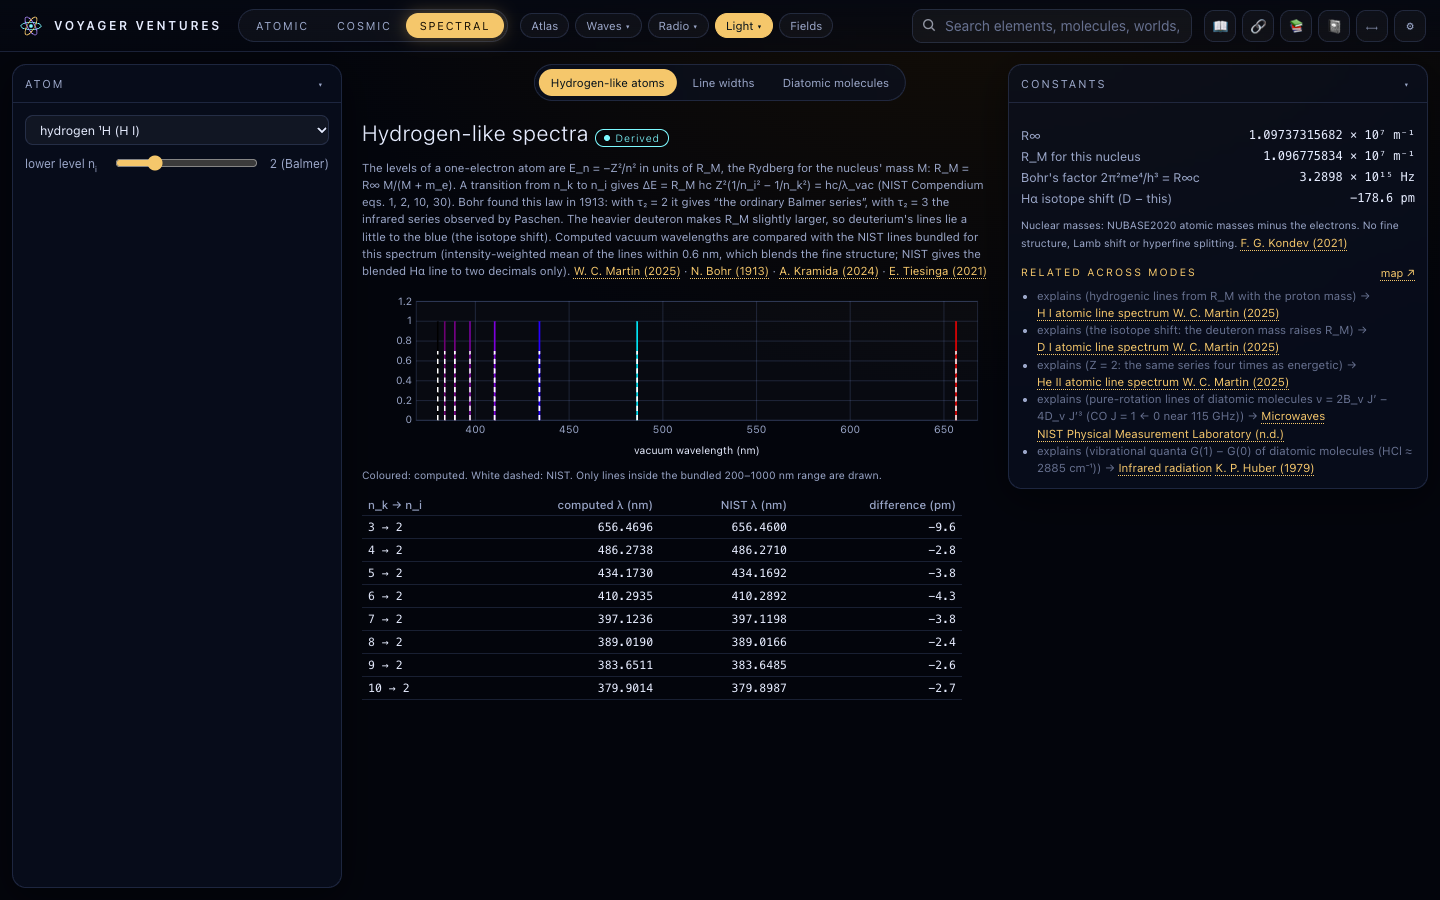 VOYAGER VENTURES
ATOMIC COSMIC SPECTRAL
Atlas Waves ▾ Radio ▾ Light ▾ Fields
Search elements, molecules, worlds,
ATOM ▾
hydrogen ¹H (H I)
lower level nᵢ 2 (Balmer)
Hydrogen-like atoms Line widths Diatomic molecules
Hydrogen-like spectra Derived
The levels of a one-electron atom are E_n = −Z²/n² in units of R_M, the Rydberg for the nucleus' mass M: R_M =
R∞ M/(M + m_e). A transition from n_k to n_i gives ΔE = R_M hc Z²(1/n_i² − 1/n_k²) = hc/λ_vac (NIST Compendium
eqs. 1, 2, 10, 30). Bohr found this law in 1913: with τ₂ = 2 it gives “the ordinary Balmer series”, with τ₂ = 3 the
infrared series observed by Paschen. The heavier deuteron makes R_M slightly larger, so deuterium's lines lie a
little to the blue (the isotope shift). Computed vacuum wavelengths are compared with the NIST lines bundled for
this spectrum (intensity-weighted mean of the lines within 0.6 nm, which blends the fine structure; NIST gives the
blended Hα line to two decimals only). W. C. Martin (2025) · N. Bohr (1913) · A. Kramida (2024) · E. Tiesinga (2021)
1.2
1
0.8
0.6
0.4
0.2
0
400 450 500 550 600 650
vacuum wavelength (nm)
Coloured: computed. White dashed: NIST. Only lines inside the bundled 200–1000 nm range are drawn.
n_k → n_i computed λ (nm) NIST λ (nm) difference (pm)
3 → 2 656.4696 656.4600 −9.6
4 → 2 486.2738 486.2710 −2.8
5 → 2 434.1730 434.1692 −3.8
6 → 2 410.2935 410.2892 −4.3
7 → 2 397.1236 397.1198 −3.8
8 → 2 389.0190 389.0166 −2.4
9 → 2 383.6511 383.6485 −2.6
10 → 2 379.9014 379.8987 −2.7
CONSTANTS ▾
R∞ 1.09737315682 × 10⁷ m⁻¹
R_M for this nucleus 1.096775834 × 10⁷ m⁻¹
Bohr's factor 2π²me⁴/h³ = R∞c 3.2898 × 10¹⁵ Hz
Hα isotope shift (D − this) −178.6 pm
Nuclear masses: NUBASE2020 atomic masses minus the electrons. No fine
structure, Lamb shift or hyperfine splitting. F. G. Kondev (2021)
RELATED ACROSS MODES map ↗
• explains (hydrogenic lines from R_M with the proton mass) →
H I atomic line spectrum W. C. Martin (2025)
• explains (the isotope shift: the deuteron mass raises R_M) →
D I atomic line spectrum W. C. Martin (2025)
• explains (Z = 2: the same series four times as energetic) →
He II atomic line spectrum W. C. Martin (2025)
• explains (pure-rotation lines of diatomic molecules ν = 2B_v J′ −
4D_v J′³ (CO J = 1 ← 0 near 115 GHz)) → Microwaves
NIST Physical Measurement Laboratory (n.d.)
• explains (vibrational quanta G(1) − G(0) of diatomic molecules (HCl ≈
2885 cm⁻¹)) → Infrared radiation K. P. Huber (1979)